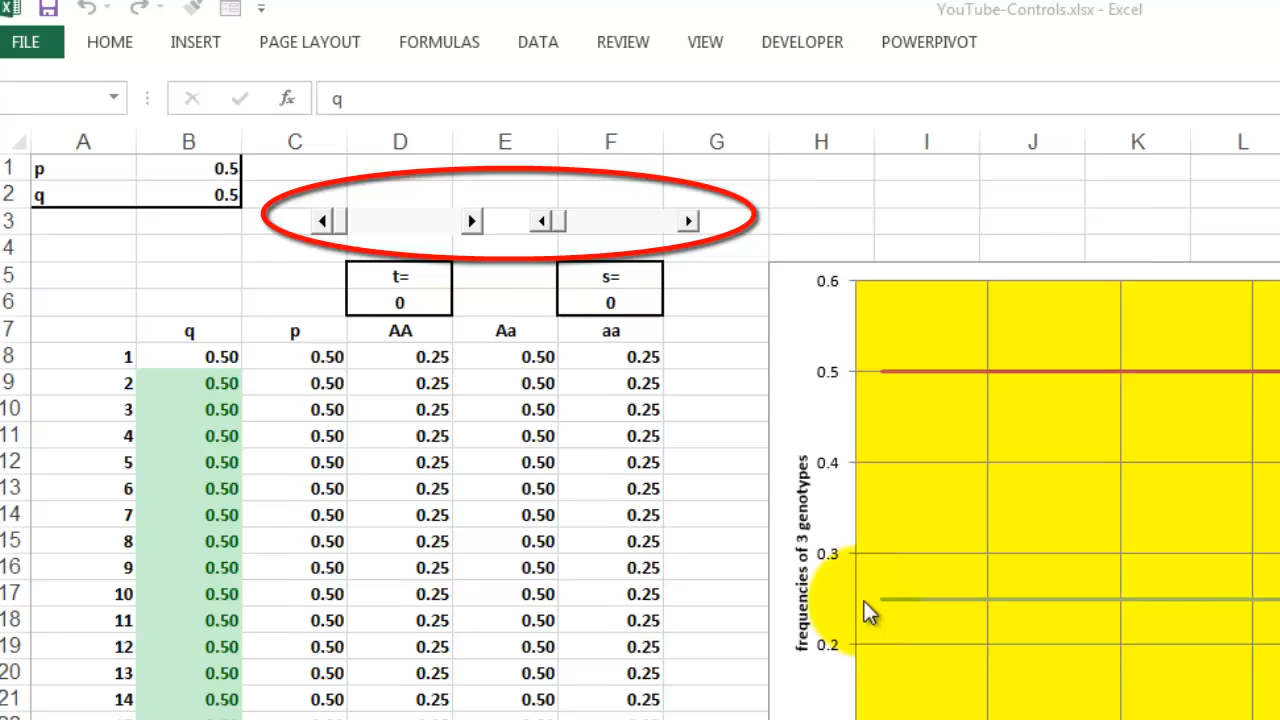 YouTube-Controls.xlsx - Excel
FILE HOME INSERT PAGE LAYOUT FORMULAS DATA REVIEW VIEW DEVELOPER POWERPIVOT
fx q
A B C D E F G H I J K L
1 p 0.5
2 q 0.5
3
4
5 t= s=
6 0 0
7 q p AA Aa aa
8 1 0.50 0.50 0.25 0.50 0.25
9 2 0.50 0.50 0.25 0.50 0.25
10 3 0.50 0.50 0.25 0.50 0.25
11 4 0.50 0.50 0.25 0.50 0.25
12 5 0.50 0.50 0.25 0.50 0.25
13 6 0.50 0.50 0.25 0.50 0.25
14 7 0.50 0.50 0.25 0.50 0.25
15 8 0.50 0.50 0.25 0.50 0.25
16 9 0.50 0.50 0.25 0.50 0.25
17 10 0.50 0.50 0.25 0.50 0.25
18 11 0.50 0.50 0.25 0.50 0.25
19 12 0.50 0.50 0.25 0.50 0.25
20 13 0.50 0.50 0.25 0.50 0.25
21 14 0.50 0.50 0.25 0.50 0.25
frequencies of 3 genotypes
0.6
0.5
0.4
0.3
0.2